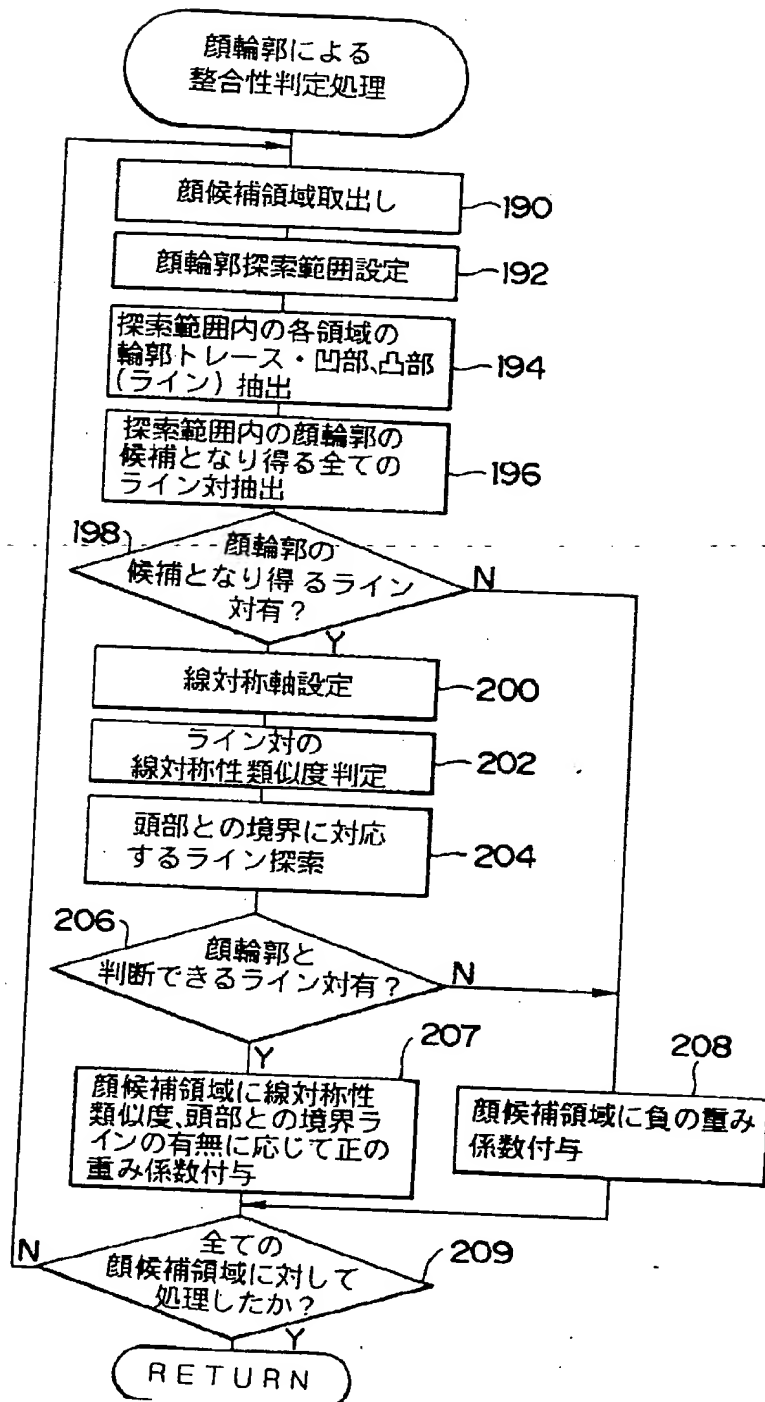 顔輪郭による
整合性判定処理
顔候補領域取出し
190
顔輪郭探索範囲設定
192
探索範囲内の各領域の
輪郭トレース・凹部、凸部
(ライン)抽出
194
探索範囲内の顔輪郭の
候補となり得る全ての
ライン対抽出
196
198
顔輪郭の
候補となり得るライン
対有?
N
Y
線対称軸設定
200
ライン対の
線対称性類似度判定
202
頭部との境界に対応
するライン探索
204
206
顔輪郭と
判断できるライン対有?
N
Y
207
顔候補領域に線対称性
類似度、頭部との境界ラ
インの有無に応じて正の
重み係数付与
208
顔候補領域に負の重み
係数付与
全ての
顔候補領域に対して
処理したか?
N
209
Y
RETURN